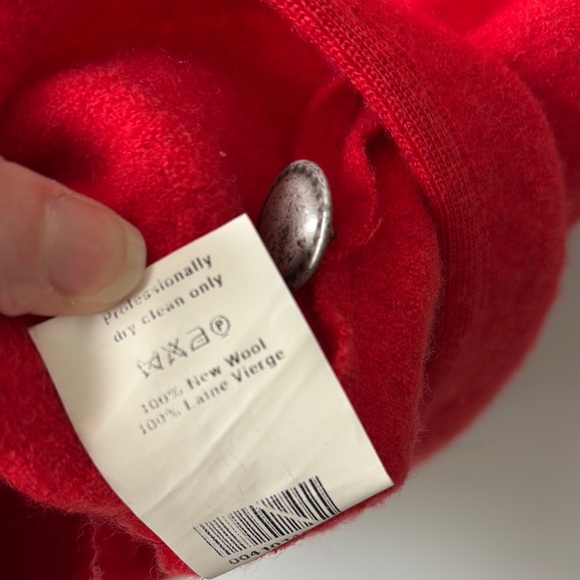 Professionally
dry clean only
P
100% New Wool
100% Laine Vierge